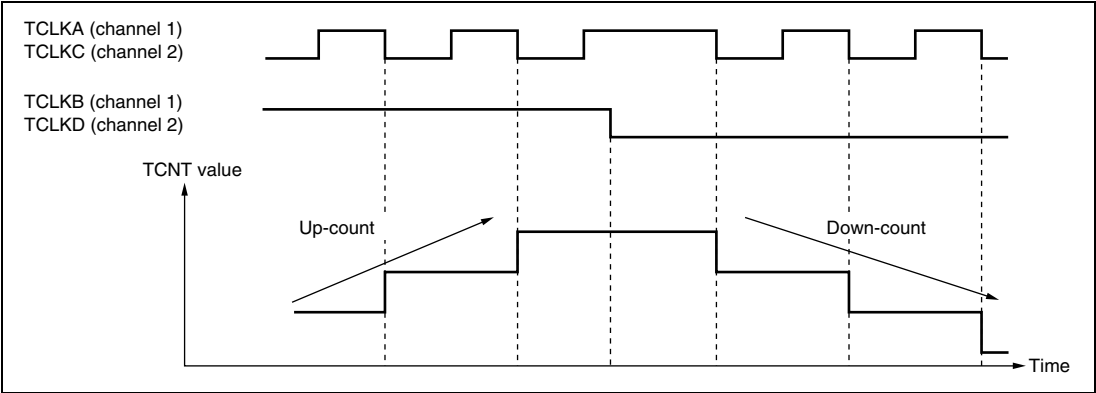 TCLKA (channel 1)
TCLKC (channel 2)
TCLKB (channel 1)
TCLKD (channel 2)
TCNT value
Up-count
Down-count
Time